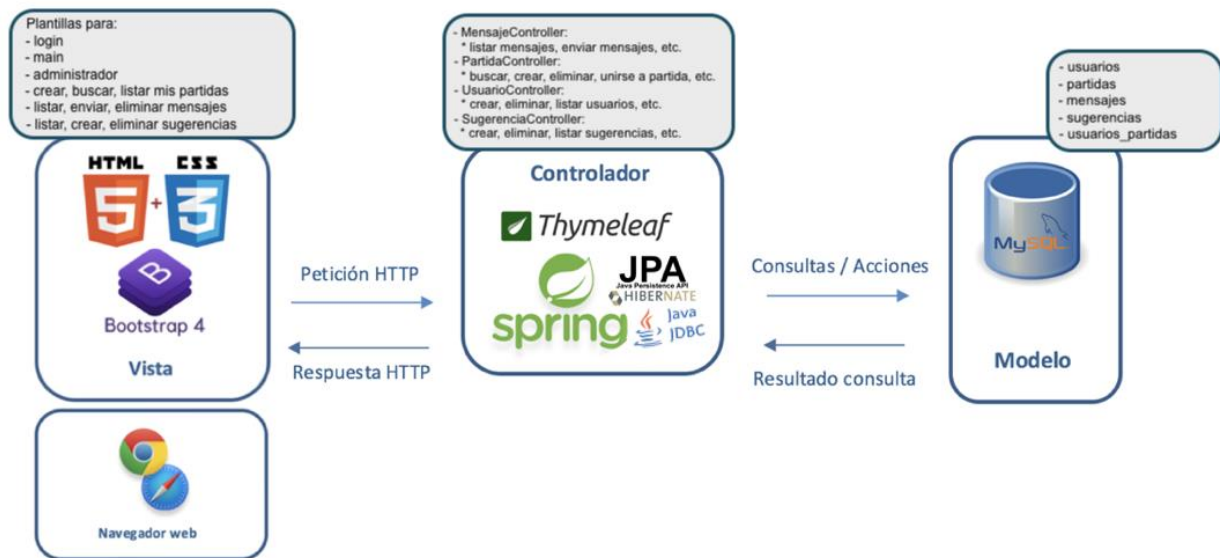 Plantillas para:
- login
- main
- administrador
- crear, buscar, listar mis partidas
- listar, enviar, eliminar mensajes
- listar, crear, eliminar sugerencias
HTML CSS
5 + 3
B
Bootstrap 4
Vista
Navegador web
Petición HTTP
Respuesta HTTP
- MensajeController:
* listar mensajes, enviar mensajes, etc.
- PartidaController:
* buscar, crear, eliminar, unirse a partida, etc.
- UsuarioController:
* crear, eliminar, listar usuarios, etc.
- SugerenciaController:
* crear, eliminar, listar sugerencias, etc.
Controlador
Thymeleaf
JPA
Java Persistence API
HIBERNATE
spring
Java
JDBC
Consultas / Acciones
Resultado consulta
- usuarios
- partidas
- mensajes
- sugerencias
- usuarios_partidas
MySQL
Modelo